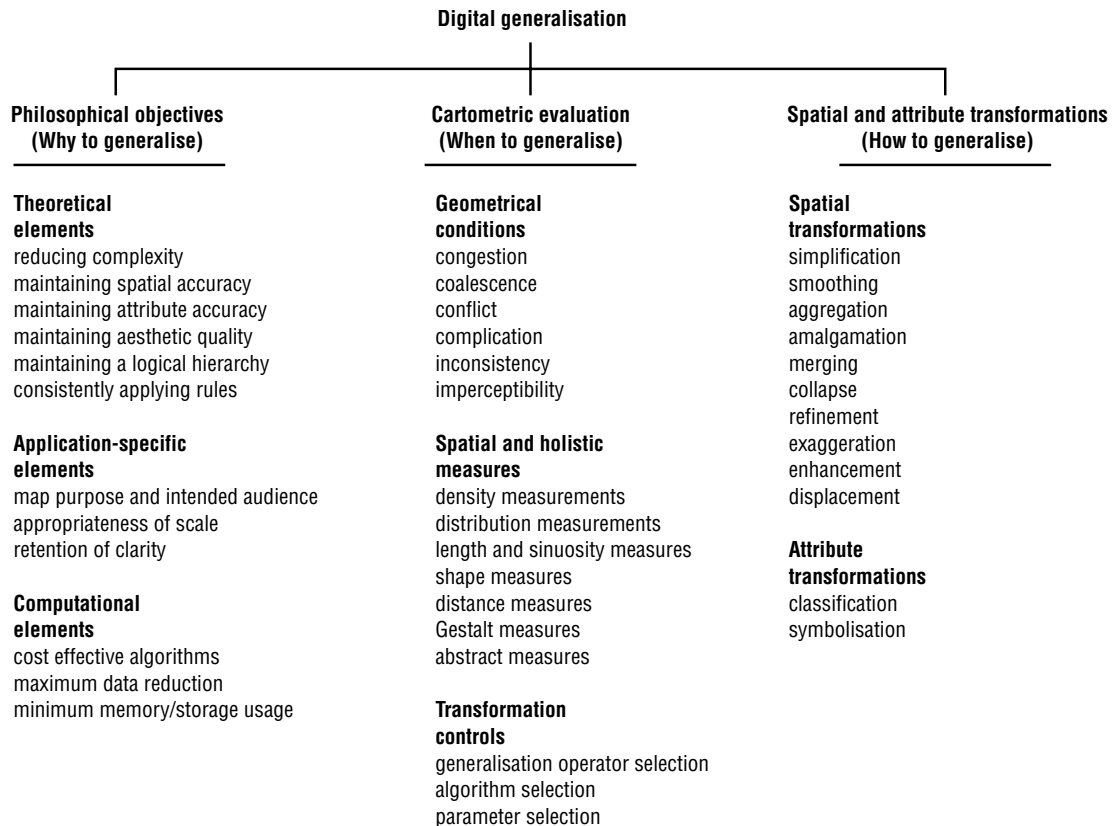 Digital generalisation
Philosophical objectives
(Why to generalise)
Theoretical
elements
reducing complexity
maintaining spatial accuracy
maintaining attribute accuracy
maintaining aesthetic quality
maintaining a logical hierarchy
consistently applying rules
Application-specific
elements
map purpose and intended audience
appropriateness of scale
retention of clarity
Computational
elements
cost effective algorithms
maximum data reduction
minimum memory/storage usage
Cartometric evaluation
(When to generalise)
Geometrical
conditions
congestion
coalescence
conflict
complication
inconsistency
imperceptibility
Spatial and holistic
measures
density measurements
distribution measurements
length and sinuosity measures
shape measures
distance measures
Gestalt measures
abstract measures
Transformation
controls
generalisation operator selection
algorithm selection
parameter selection
Spatial and attribute transformations
(How to generalise)
Spatial
transformations
simplification
smoothing
aggregation
amalgamation
merging
collapse
refinement
exaggeration
enhancement
displacement
Attribute
transformations
classification
symbolisation